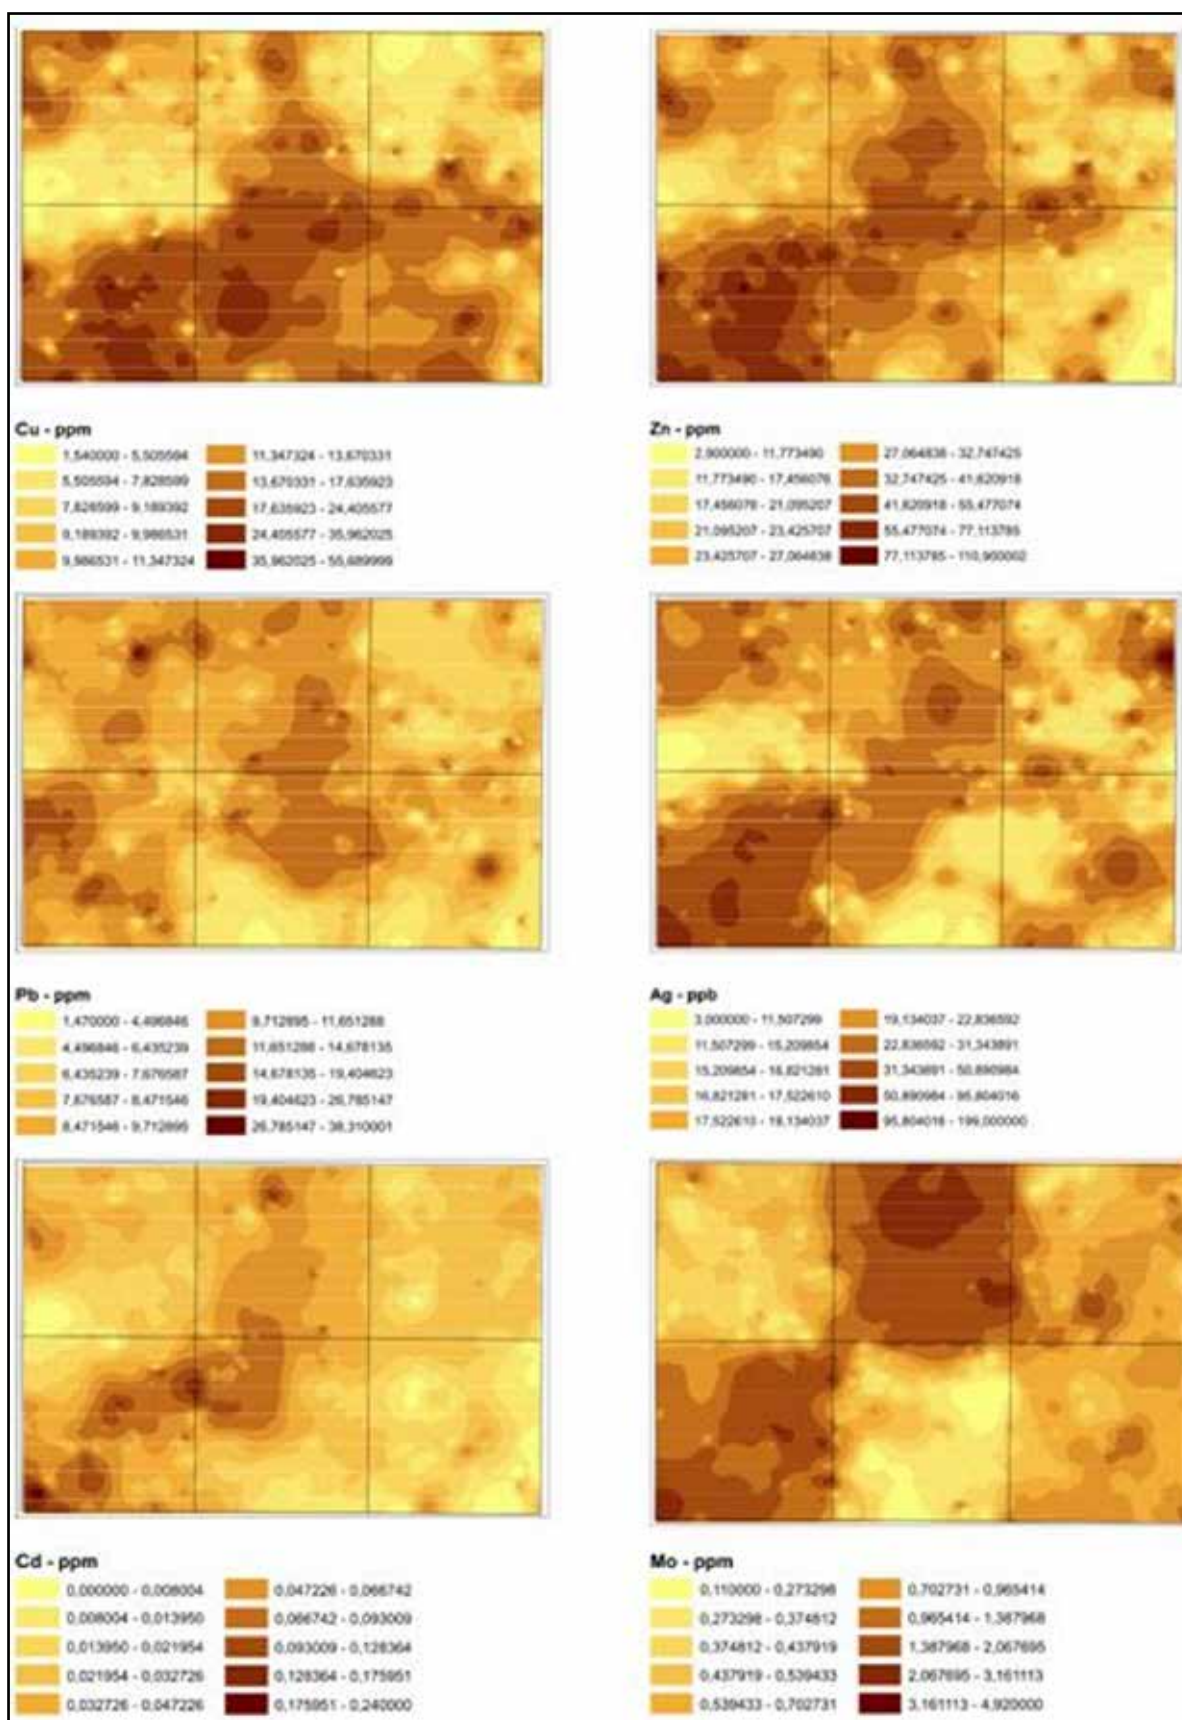 Cu - ppm
1,540000 - 5,505594 11,347324 - 13,670331
5,505594 - 7,828599 13,670331 - 17,635923
7,828599 - 9,189392 17,635923 - 24,405577
9,189392 - 9,986531 24,405577 - 35,962025
9,986531 - 11,347324 35,962025 - 55,689999
Zn - ppm
2,900000 - 11,773490 27,064838 - 32,747425
11,773490 - 17,456076 32,747425 - 41,620918
17,456076 - 21,095207 41,620918 - 55,477074
21,095207 - 23,425707 55,477074 - 77,113785
23,425707 - 27,064838 77,113785 - 110,900002
Pb - ppm
1,470000 - 4,496846 9,712895 - 11,651288
4,496846 - 6,435239 11,651288 - 14,678135
6,435239 - 7,676587 14,678135 - 19,404623
7,676587 - 8,471546 19,404623 - 26,785147
8,471546 - 9,712895 26,785147 - 38,310001
Ag - ppb
3,000000 - 11,507299 19,134037 - 22,836592
11,507299 - 15,209854 22,836592 - 31,343891
15,209854 - 16,821281 31,343891 - 50,890984
16,821281 - 17,522610 50,890984 - 95,804016
17,522610 - 19,134037 95,804016 - 199,000000
Cd - ppm
0,000000 - 0,008004 0,047226 - 0,066742
0,008004 - 0,013950 0,066742 - 0,093009
0,013950 - 0,021954 0,093009 - 0,128364
0,021954 - 0,032726 0,128364 - 0,175951
0,032726 - 0,047226 0,175951 - 0,240000
Mo - ppm
0,110000 - 0,273298 0,702731 - 0,965414
0,273298 - 0,374812 0,965414 - 1,387968
0,374812 - 0,437919 1,387968 - 2,067695
0,437919 - 0,539433 2,067695 - 3,161113
0,539433 - 0,702731 3,161113 - 4,920000